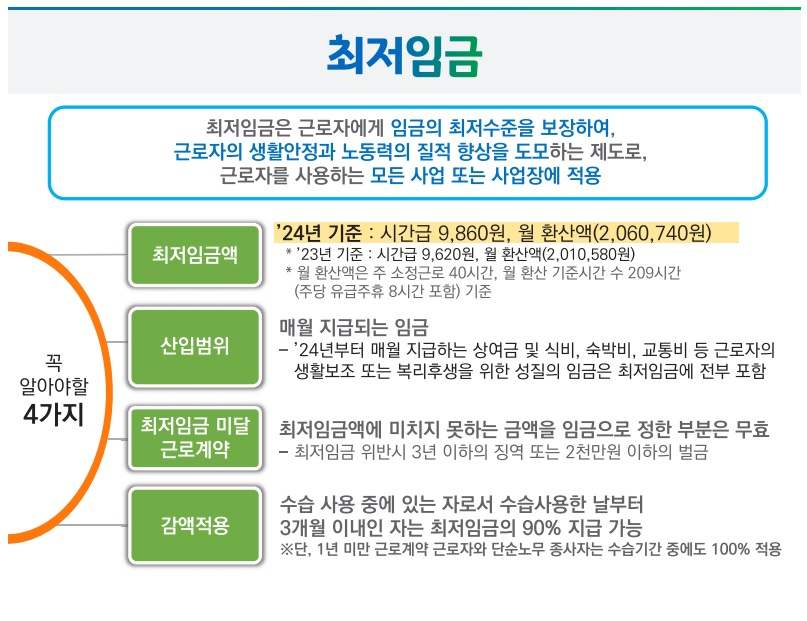 최저임금
최저임금은 근로자에게 임금의 최저수준을 보장하여,
근로자의 생활안정과 노동력의 질적 향상을 도모하는 제도로,
근로자를 사용하는 모든 사업 또는 사업장에 적용
꼭
알아야할
4가지
최저임금액
’24년 기준 : 시간급 9,860원, 월 환산액(2,060,740원)
* ’23년 기준 : 시간급 9,620원, 월 환산액(2,010,580원)
* 월 환산액은 주 소정근로 40시간, 월 환산 기준시간 수 209시간
(주당 유급주휴 8시간 포함) 기준
산입범위
매월 지급되는 임금
– ’24년부터 매월 지급하는 상여금 및 식비, 숙박비, 교통비 등 근로자의
생활보조 또는 복리후생을 위한 성질의 임금은 최저임금에 전부 포함
최저임금 미달
근로계약
최저임금액에 미치지 못하는 금액을 임금으로 정한 부분은 무효
– 최저임금 위반시 3년 이하의 징역 또는 2천만원 이하의 벌금
감액적용
수습 사용 중에 있는 자로서 수습사용한 날부터
3개월 이내인 자는 최저임금의 90% 지급 가능
※단, 1년 미만 근로계약 근로자와 단순노무 종사자는 수습기간 중에도 100% 적용